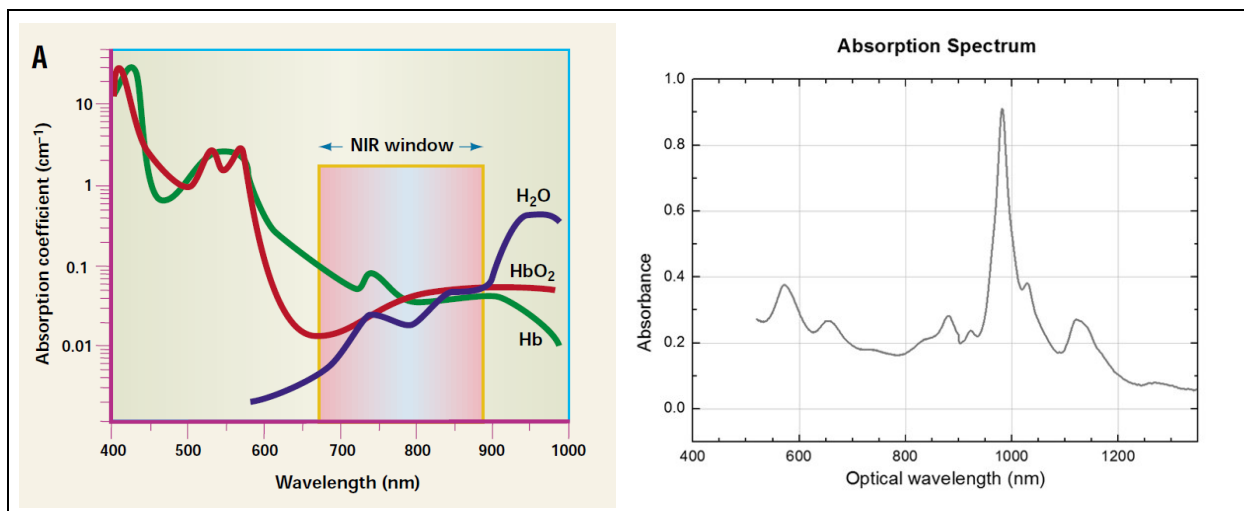 A
Absorption coefficient (cm⁻¹)
10
1
0.1
0.01
NIR window
H₂O
HbO₂
Hb
400 500 600 700 800 900 1000
Wavelength (nm)
Absorption Spectrum
Absorbance
1.0
0.8
0.6
0.4
0.2
0.0
400 600 800 1000 1200
Optical wavelength (nm)